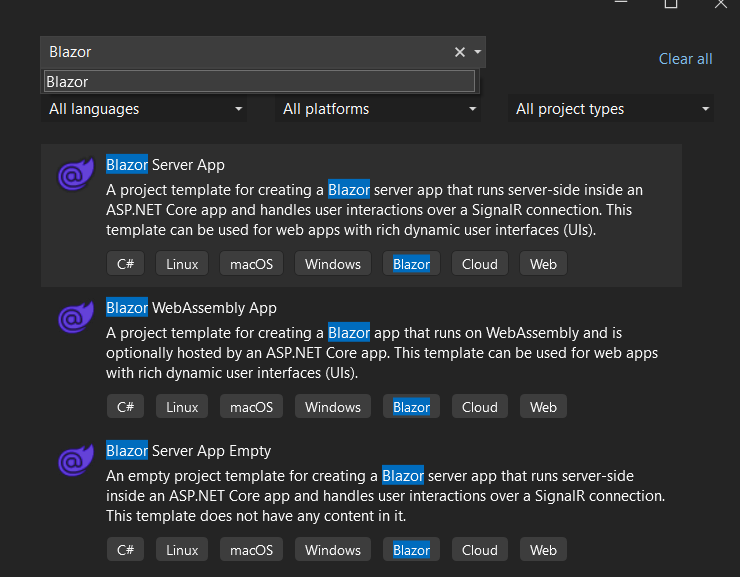 Blazor
Blazor
Clear all
All languages
All platforms
All project types
Blazor Server App
A project template for creating a Blazor server app that runs server-side inside an
ASP.NET Core app and handles user interactions over a SignalR connection. This
template can be used for web apps with rich dynamic user interfaces (UIs).
C# Linux macOS Windows Blazor Cloud Web
Blazor WebAssembly App
A project template for creating a Blazor app that runs on WebAssembly and is
optionally hosted by an ASP.NET Core app. This template can be used for web apps
with rich dynamic user interfaces (UIs).
C# Linux macOS Windows Blazor Cloud Web
Blazor Server App Empty
An empty project template for creating a Blazor server app that runs server-side
inside an ASP.NET Core app and handles user interactions over a SignalR connection.
This template does not have any content in it.
C# Linux macOS Windows Blazor Cloud Web